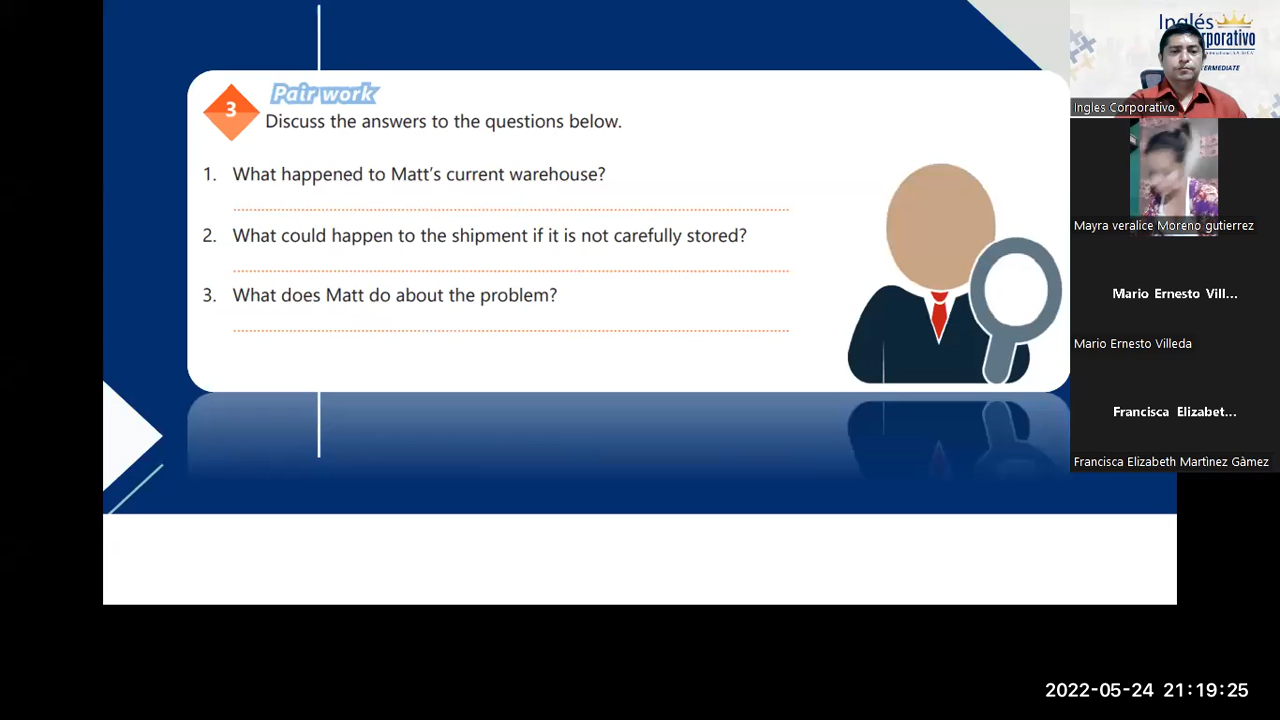 3
Pair work
Discuss the answers to the questions below.
1. What happened to Matt's current warehouse?
2. What could happen to the shipment if it is not carefully stored?
3. What does Matt do about the problem?
Inglés
rporativo
Ingles Corporativo
Mayra veralice Moreno gutierrez
Mario Ernesto Vill...
Mario Ernesto Villeda
Francisca Elizabet...
Francisca Elizabeth Martìnez Gàmez
2022-05-24 21:19:25